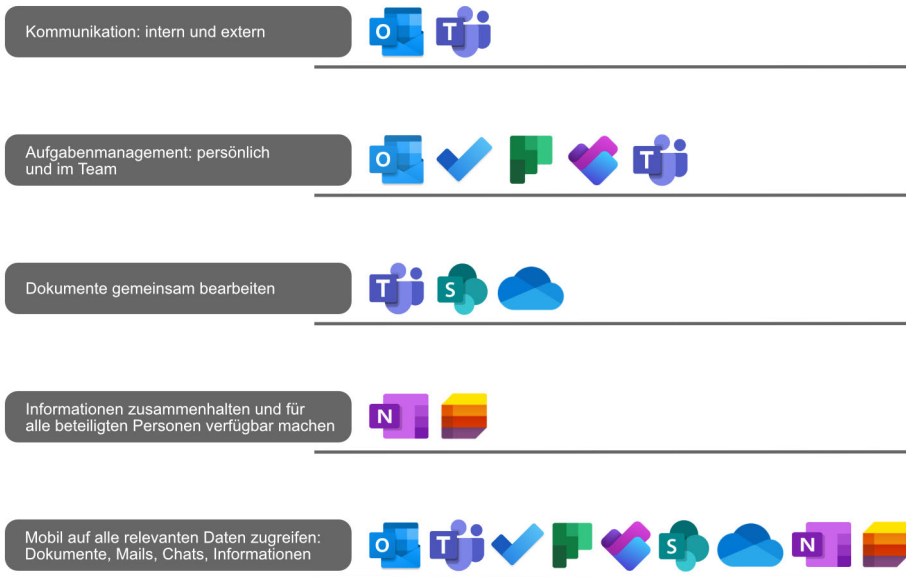 Kommunikation: intern und extern
O T
Aufgabenmanagement: persönlich
und im Team
O T
Dokumente gemeinsam bearbeiten
T S
Informationen zusammenhalten und für
alle beteiligten Personen verfügbar machen
N
Mobil auf alle relevanten Daten zugreifen:
Dokumente, Mails, Chats, Informationen
O T S N